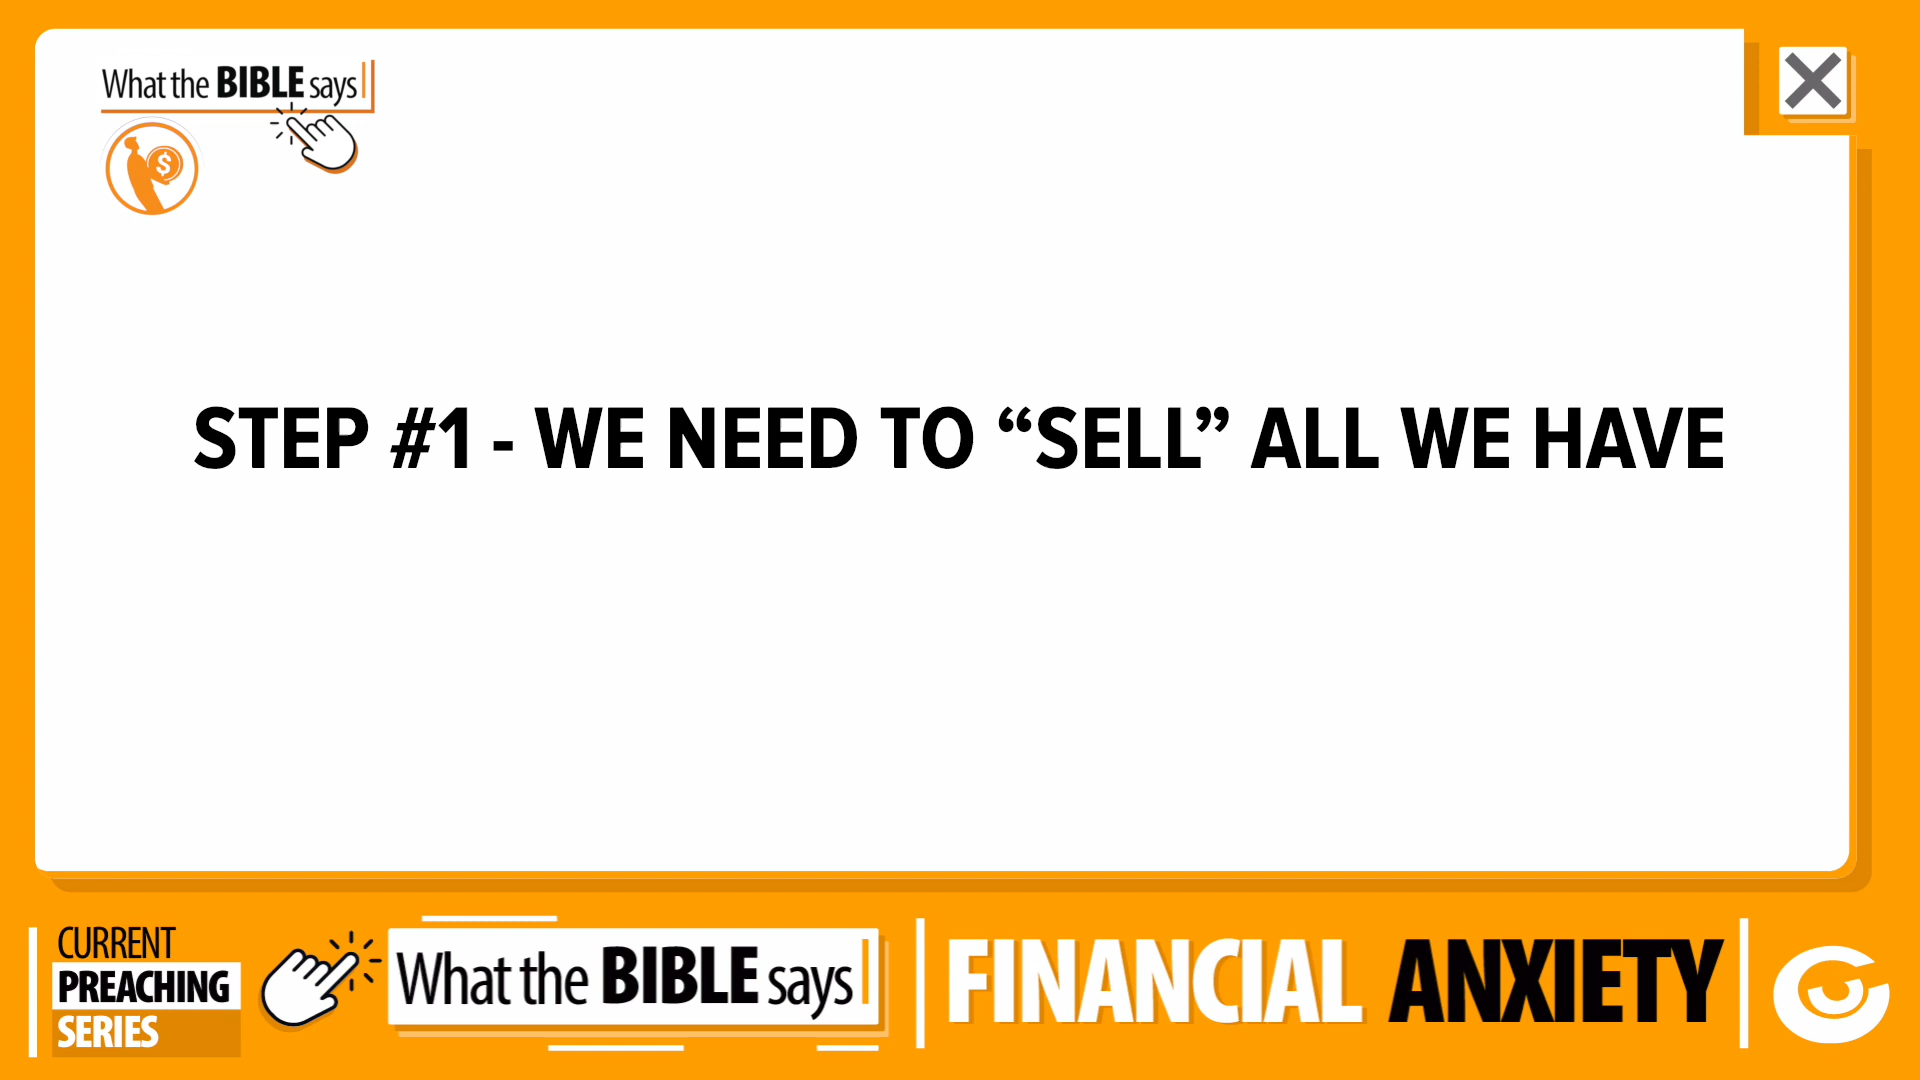 What the BIBLE says
$
STEP #1 - WE NEED TO “SELL” ALL WE HAVE
CURRENT
PREACHING
SERIES
What the BIBLE says
FINANCIAL ANXIETY